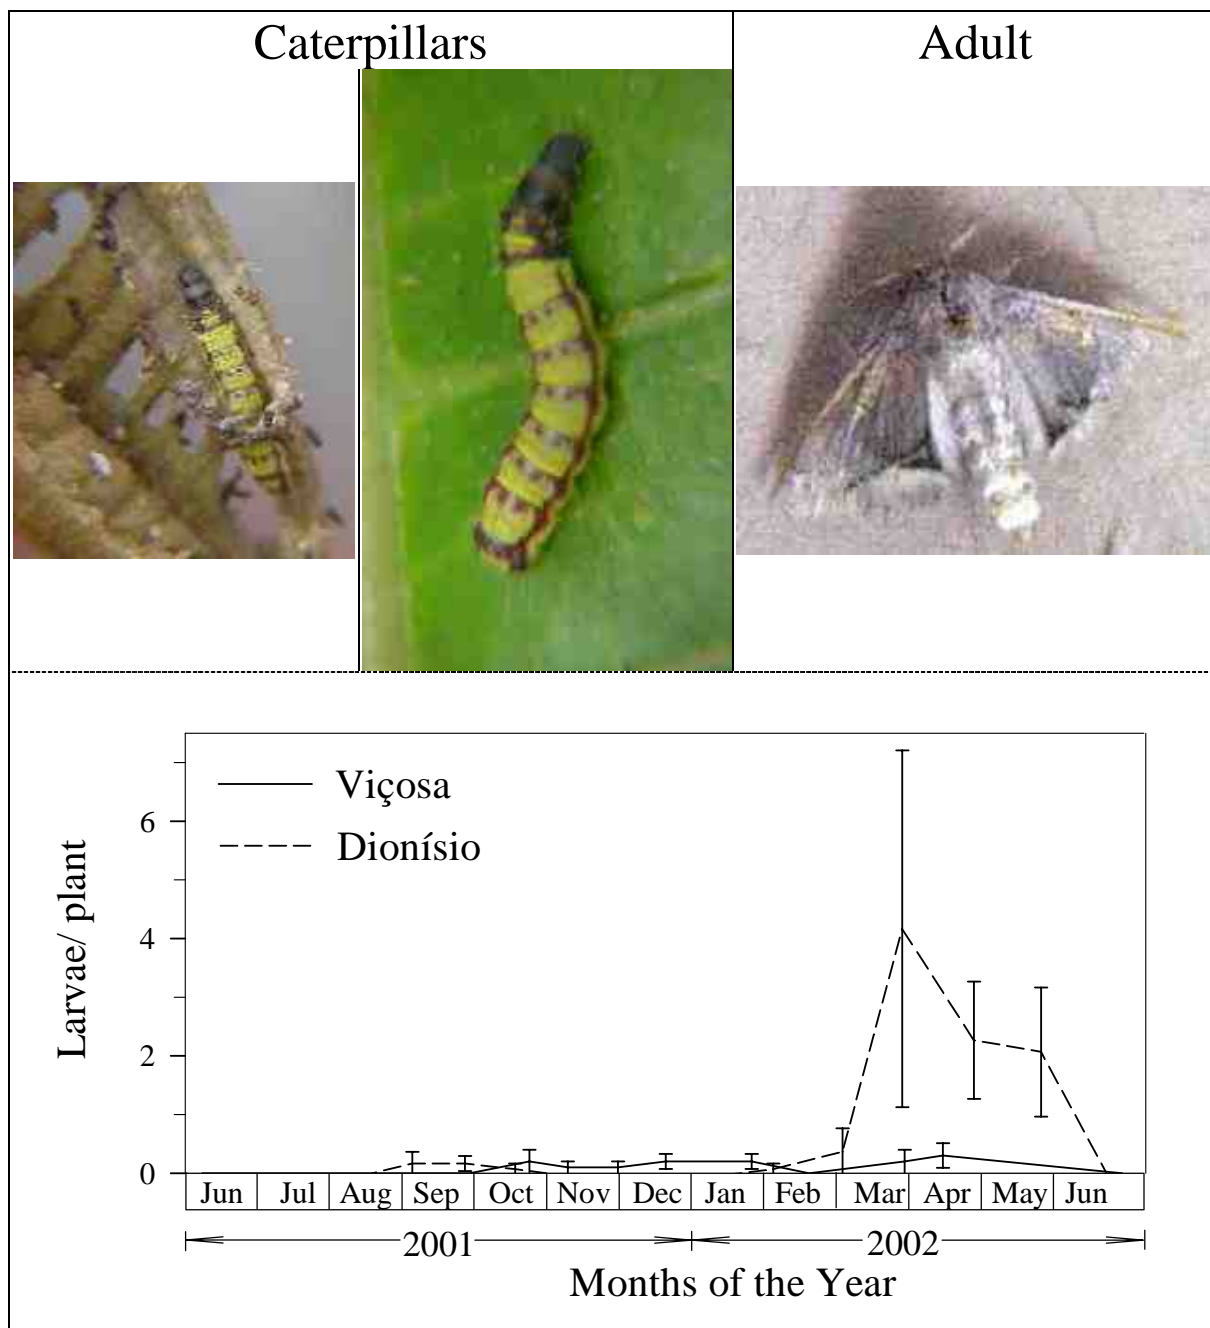 Caterpillars
Adult
Viçosa
Dionísio
Larvae/ plant
6
4
2
0
Jun Jul Aug Sep Oct Nov Dec Jan Feb Mar Apr May Jun
2001 2002
Months of the Year